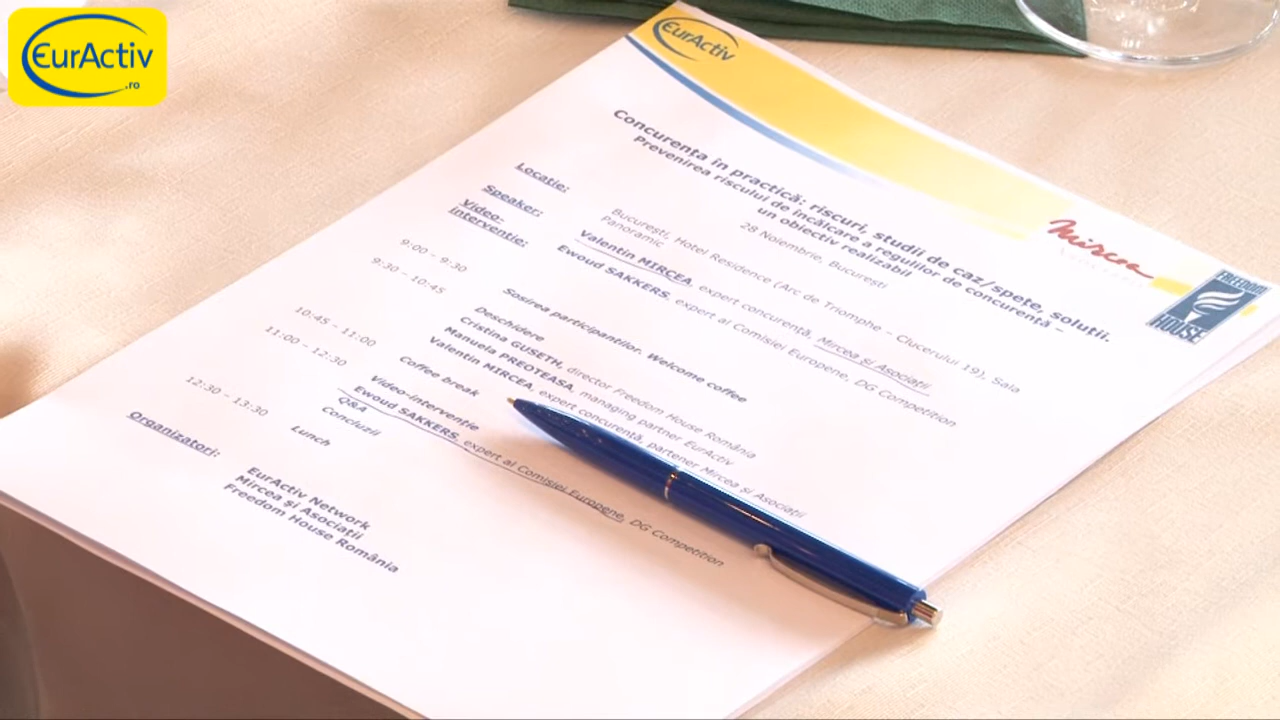 EurActiv
.ro
EurActiv
Mircea
FREEDOM
HOUSE
Concurența în practică: riscuri, studii de caz/spețe, soluții.
Prevenirea riscului de încălcare a regulilor de concurență –
un obiectiv realizabil
28 Noiembrie, București
Locație:
București, Hotel Residence (Arc de Triomphe – Clucerului 19), Sala
Panoramic
Speaker:
Valentin MIRCEA, expert concurență, Mircea și Asociații
Video-
interventie:
Ewoud SAKKERS, expert al Comisiei Europene, DG Competition
9:00 – 9:30
Sosirea participantilor. Welcome coffee
9:30 – 10:45
Deschidere
Cristina GUSETH, director Freedom House România
Manuela PREOTEASA, managing partner EurActiv
Valentin MIRCEA, expert concurență, partener Mircea și Asociații
10:45 – 11:00
Coffee break
11:00 – 12:30
Video-interventie
Ewoud SAKKERS, expert al Comisiei Europene, DG Competition
Q&A
Concluzii
12:30 – 13:30
Lunch
Organizatori:
EurActiv Network
Mircea și Asociații
Freedom House România